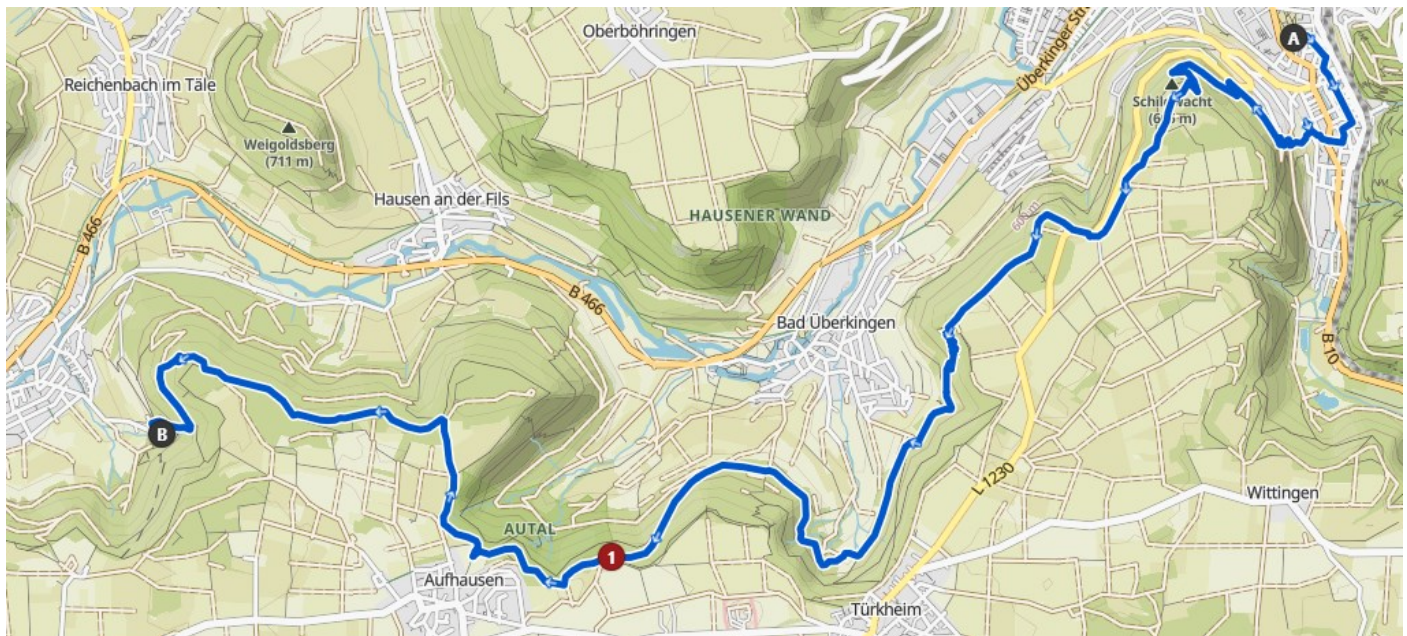 Oberböhringen
Überkinger Str
A
Reichenbach im Täle
Weigoldsberg
(711 m)
Hausen an der Fils
HAUSENER WAND
B 466
B 466
Bad Überkingen
B 10
B
L 1230
Wittingen
AUTAL
1
Aufhausen
Türkheim